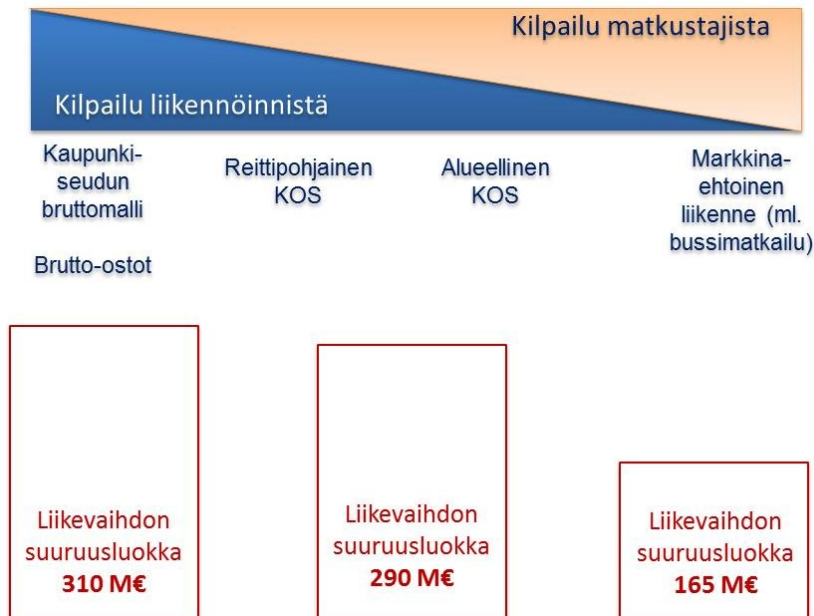 Kilpailu matkustajista
Kilpailu liikennöinnistä
Kaupunki-
seudun
bruttomalli
Brutto-ostot
Reittipohjainen
KOS
Alueellinen
KOS
Markkina-
ehtoinen
liikenne (ml.
bussimatkailu)
Liikevaihdon
suuruusluokka
310 M€
Liikevaihdon
suuruusluokka
290 M€
Liikevaihdon
suuruusluokka
165 M€